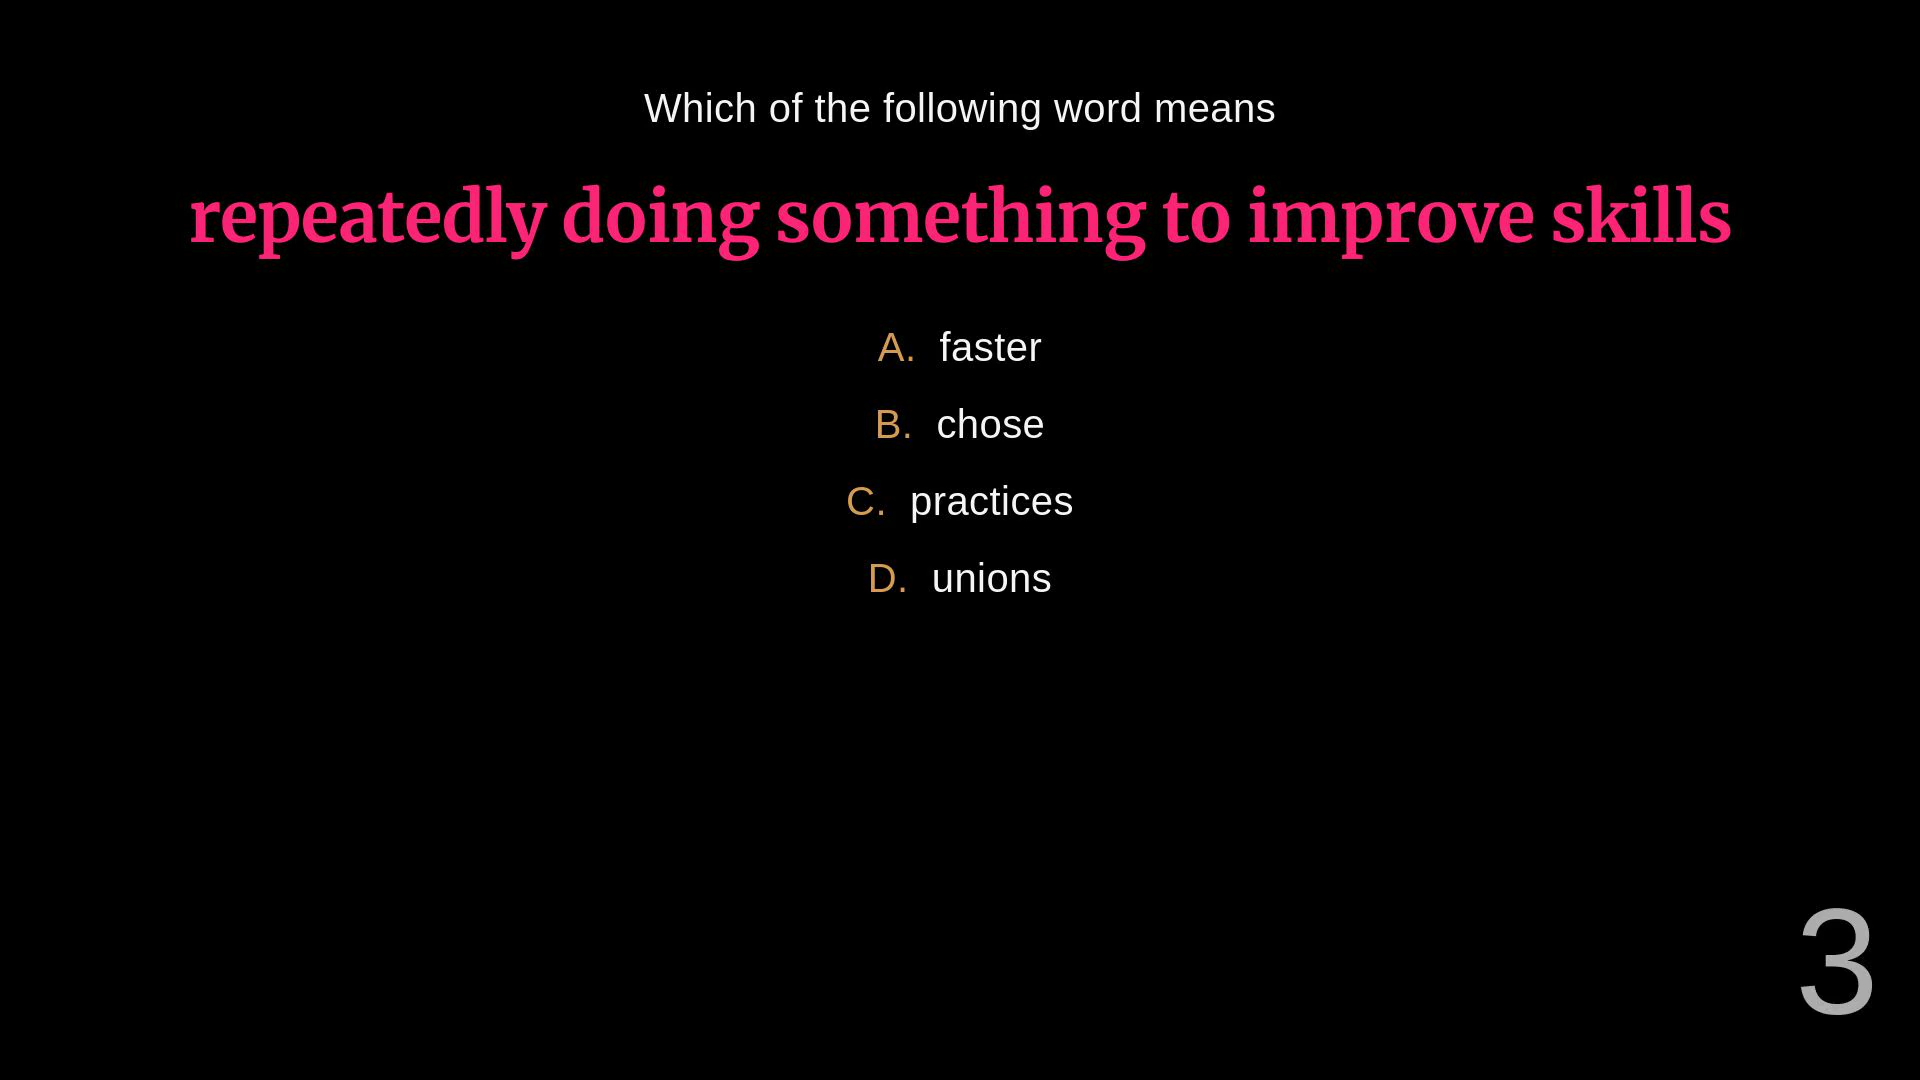 Which of the following word means
repeatedly doing something to improve skills
A. faster
B. chose
C. practices
D. unions
3